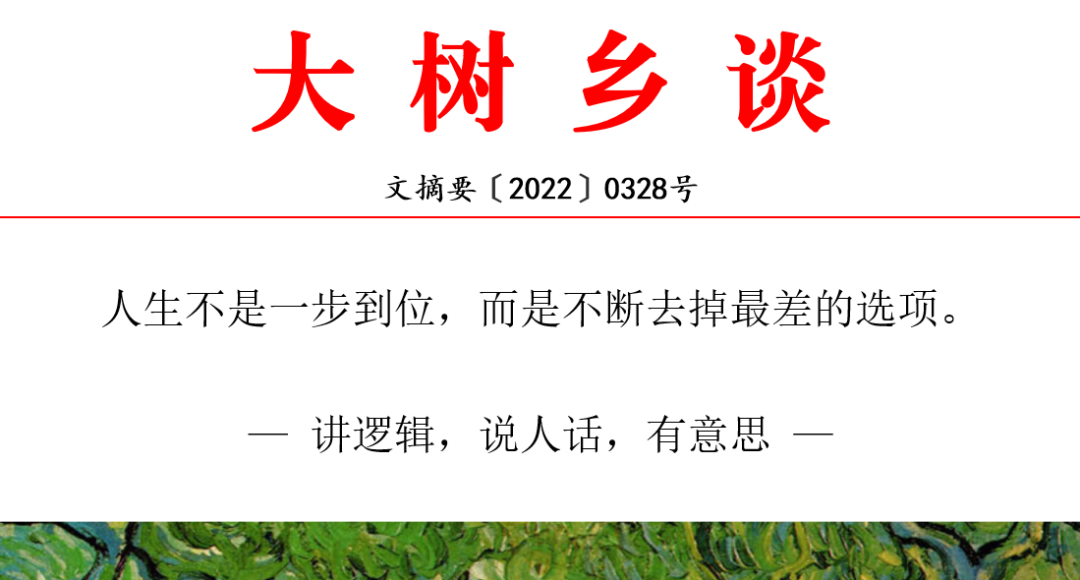 大树乡谈
文摘要〔2022〕0328号
人生不是一步到位，而是不断去掉最差的选项。
— 讲逻辑，说人话，有意思 —